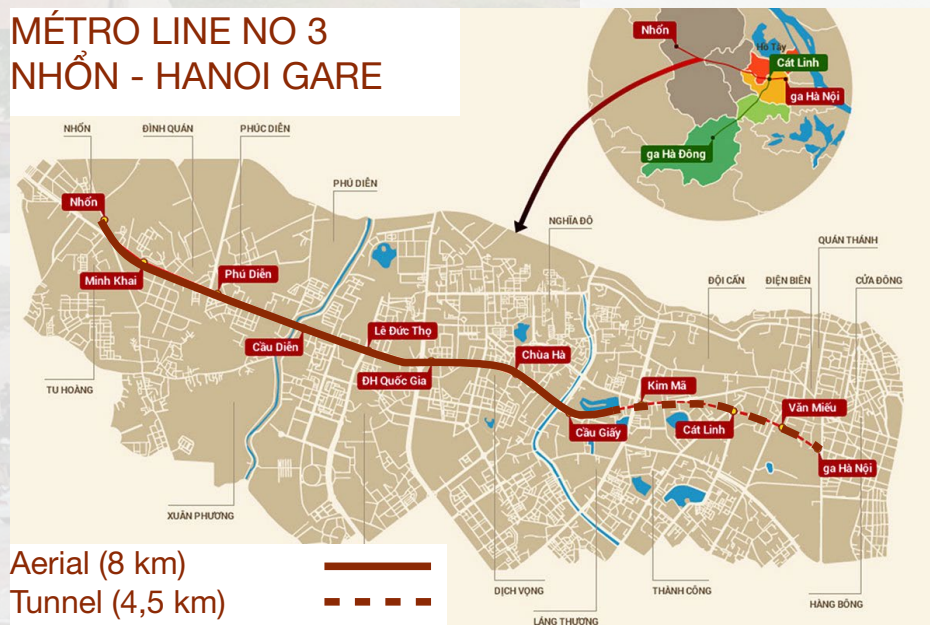 MÉTRO LINE NO 3
NHỔN - HANOI GARE
Nhổn
Hồ Tây
Cát Linh
ga Hà Nội
ga Hà Đông
NHỔN
ĐÌNH QUÁN
PHÚC DIỄN
PHÚ DIỄN
NGHĨA ĐÔ
QUÁN THÁNH
ĐỘI CẤN
ĐIỆN BIÊN
CỬA ĐÔNG
Nhổn
Minh Khai
Phú Diễn
Cầu Diễn
Lê Đức Thọ
ĐH Quốc Gia
Chùa Hà
Cầu Giấy
Kim Mã
Cát Linh
Văn Miếu
ga Hà Nội
TU HOÀNG
XUÂN PHƯƠNG
DỊCH VỌNG
LÁNG THƯỢNG
THÀNH CÔNG
HÀNG BÔNG
Aerial (8 km)
Tunnel (4,5 km)